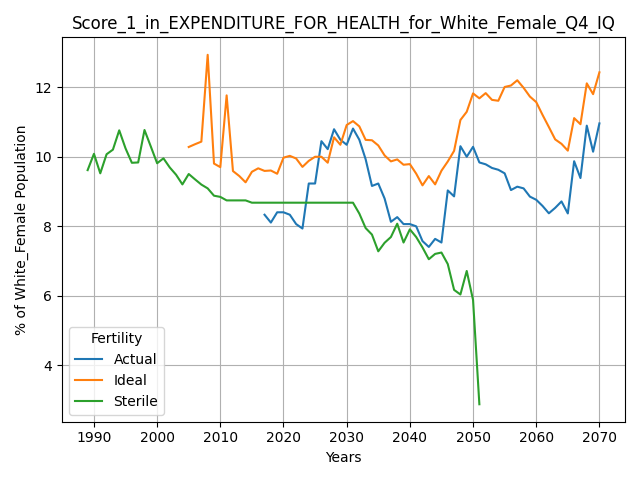 Score_1_in_EXPENDITURE_FOR_HEALTH_for_White_Female_Q4_IQ
% of White_Female Population
12
10
8
6
4
Fertility
Actual
Ideal
Sterile
1990 2000 2010 2020 2030 2040 2050 2060 2070
Years